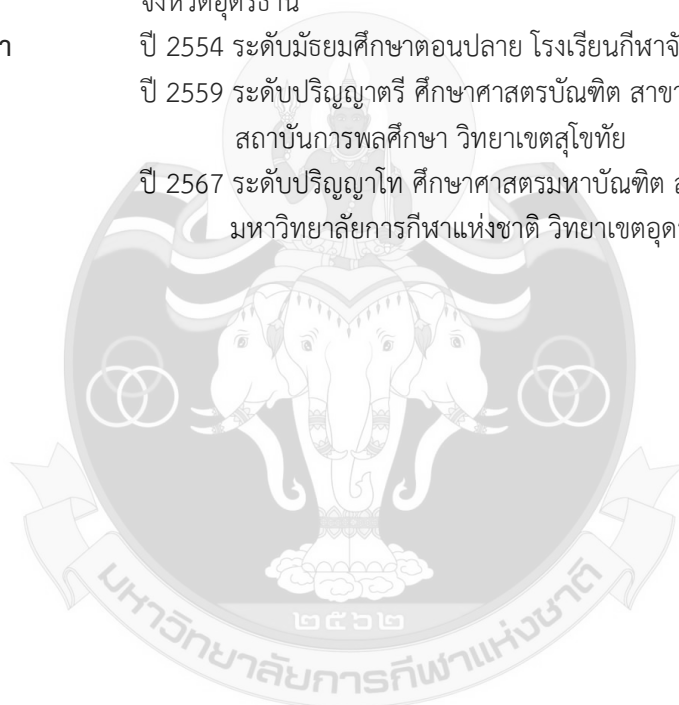 จังหวัดอุดรธานี
ปี 2554 ระดับมัธยมศึกษาตอนปลาย โรงเรียนกีฬา
ปี 2559 ระดับปริญญาตรี ศึกษาศาสตรบัณฑิต
สถาบันการพลศึกษา วิทยาเขตสุโขทัย
ปี 2567 ระดับปริญญาโท ศึกษาศาสตรมหาบัณฑิต
มหาวิทยาลัยการกีฬาแห่งชาติ วิทยาเขต
๒๕๖๒
มหาวิทยาลัยการกีฬาแห่งชาติ